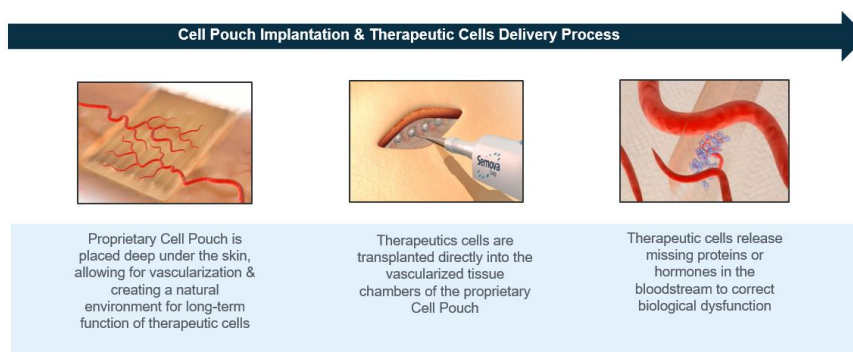 Cell Pouch Implantation & Therapeutic Cells Delivery Process
Sernova
Proprietary Cell Pouch is
placed deep under the skin,
allowing for vascularization &
creating a natural
environment for long-term
function of therapeutic cells
Therapeutics cells are
transplanted directly into the
vascularized tissue
chambers of the proprietary
Cell Pouch
Therapeutic cells release
missing proteins or
hormones in the
bloodstream to correct
biological dysfunction